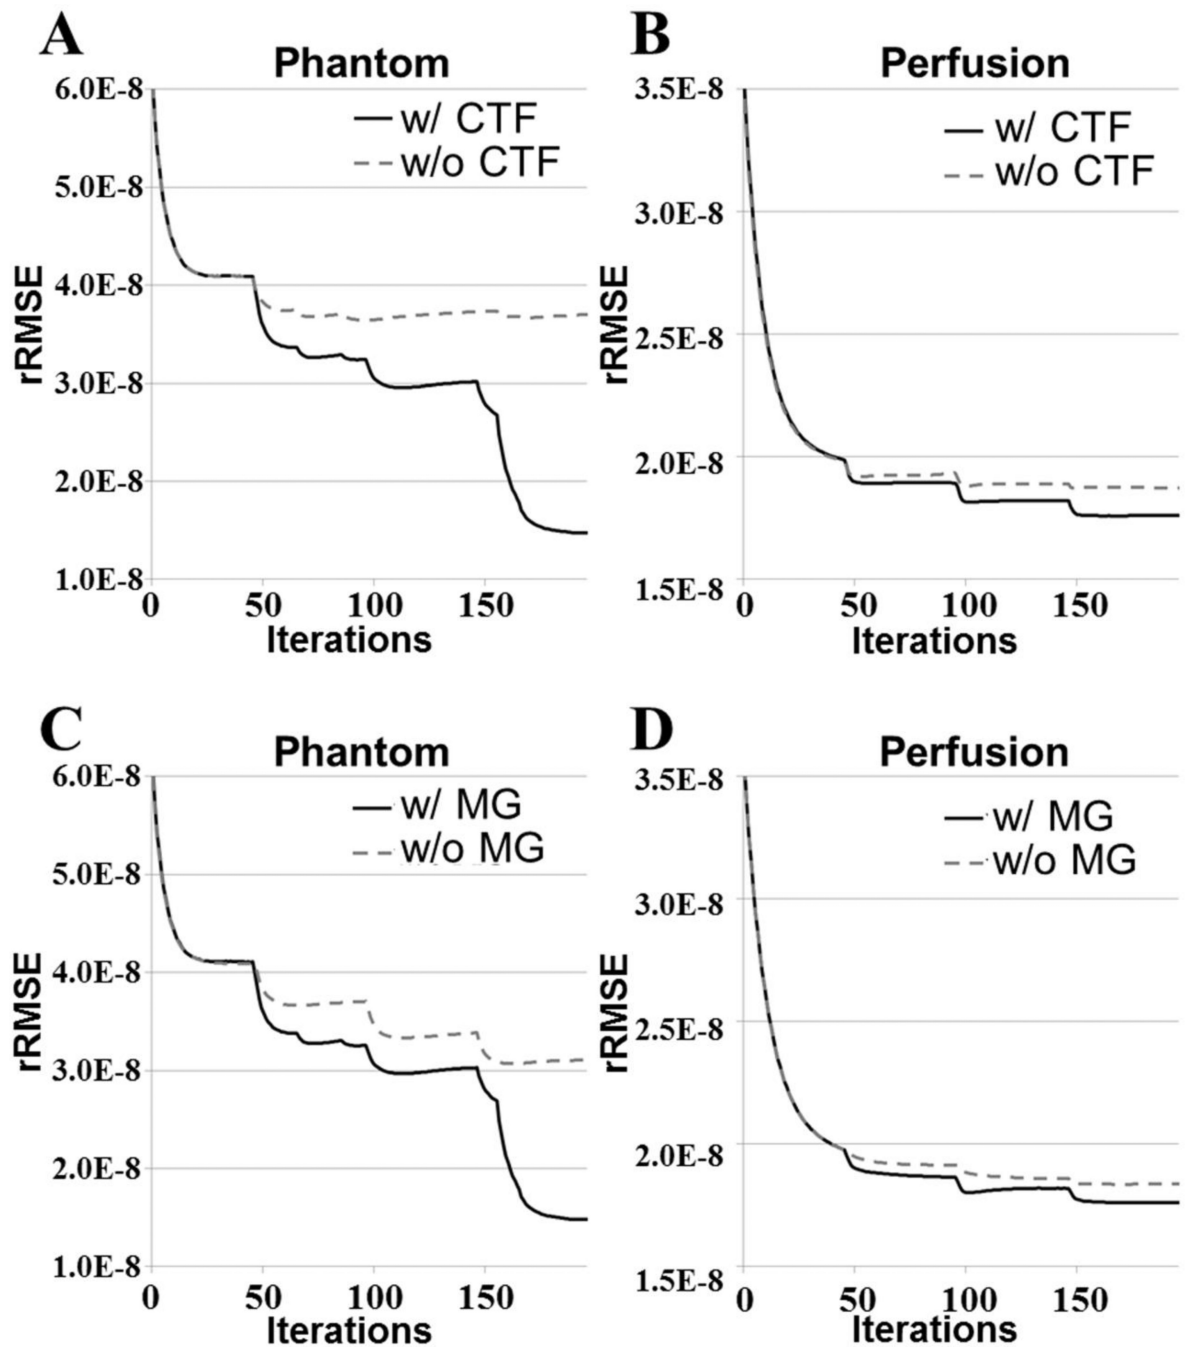 A
Phantom
6.0E-8
w/ CTF
w/o CTF
5.0E-8
4.0E-8
rRMSE
3.0E-8
2.0E-8
1.0E-8
0 50 100 150
Iterations
B
Perfusion
3.5E-8
w/ CTF
w/o CTF
3.0E-8
2.5E-8
rRMSE
2.0E-8
1.5E-8
0 50 100 150
Iterations
C
Phantom
6.0E-8
w/ MG
w/o MG
5.0E-8
4.0E-8
rRMSE
3.0E-8
2.0E-8
1.0E-8
0 50 100 150
Iterations
D
Perfusion
3.5E-8
w/ MG
w/o MG
3.0E-8
2.5E-8
rRMSE
2.0E-8
1.5E-8
0 50 100 150
Iterations